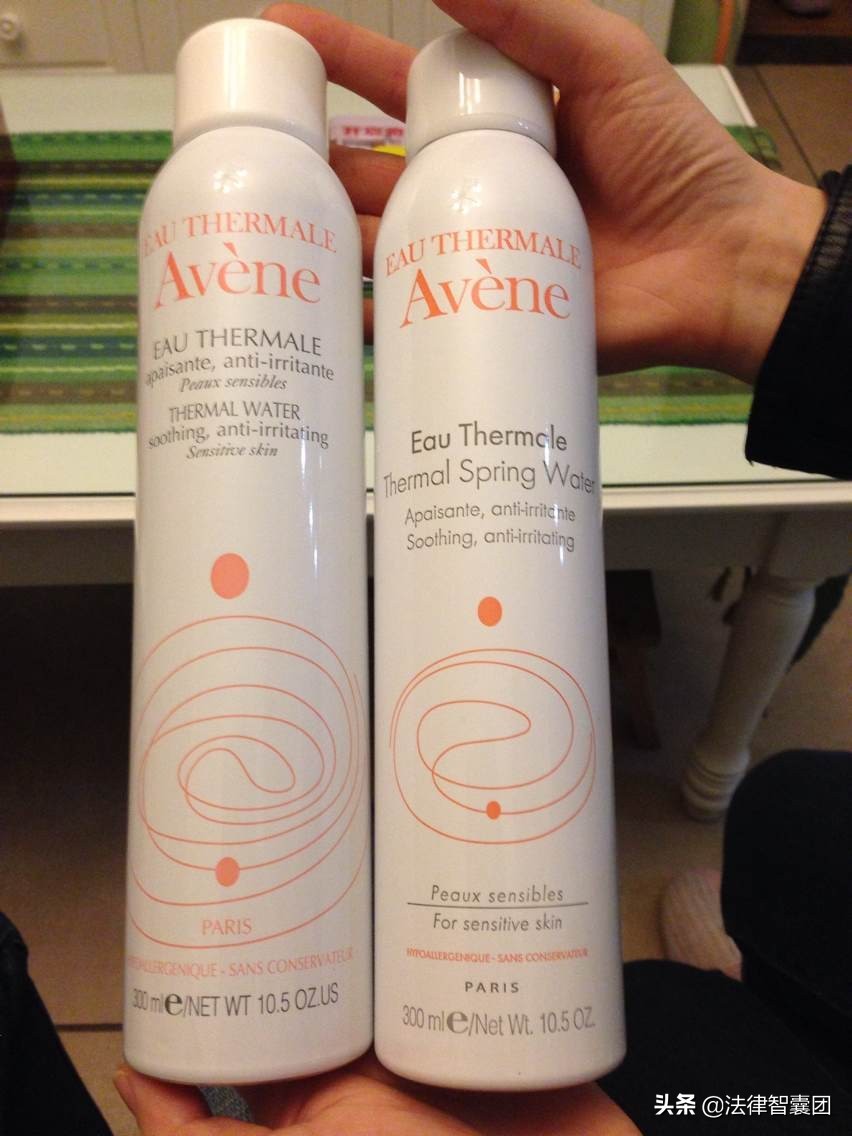 EAU THERMALE
Avène
EAU THERMALE
apaisante, anti-irritante
Peaux sensibles
THERMAL WATER
soothing, anti-irritating
Sensitive skin
PARIS
HYPOALLERGENIQUE - SANS CONSERVATEUR
300 ml e/NET WT 10.5 OZ.US
EAU THERMALE
Avène
Eau Thermale
Thermal Spring Water
Apaisante, anti-irritante
Soothing, anti-irritating
Peaux sensibles
For sensitive skin
HYPOALLERGENIQUE - SANS CONSERVATEUR
PARIS
300 ml e/Net Wt. 10.5 OZ.
头条 @法律智囊团